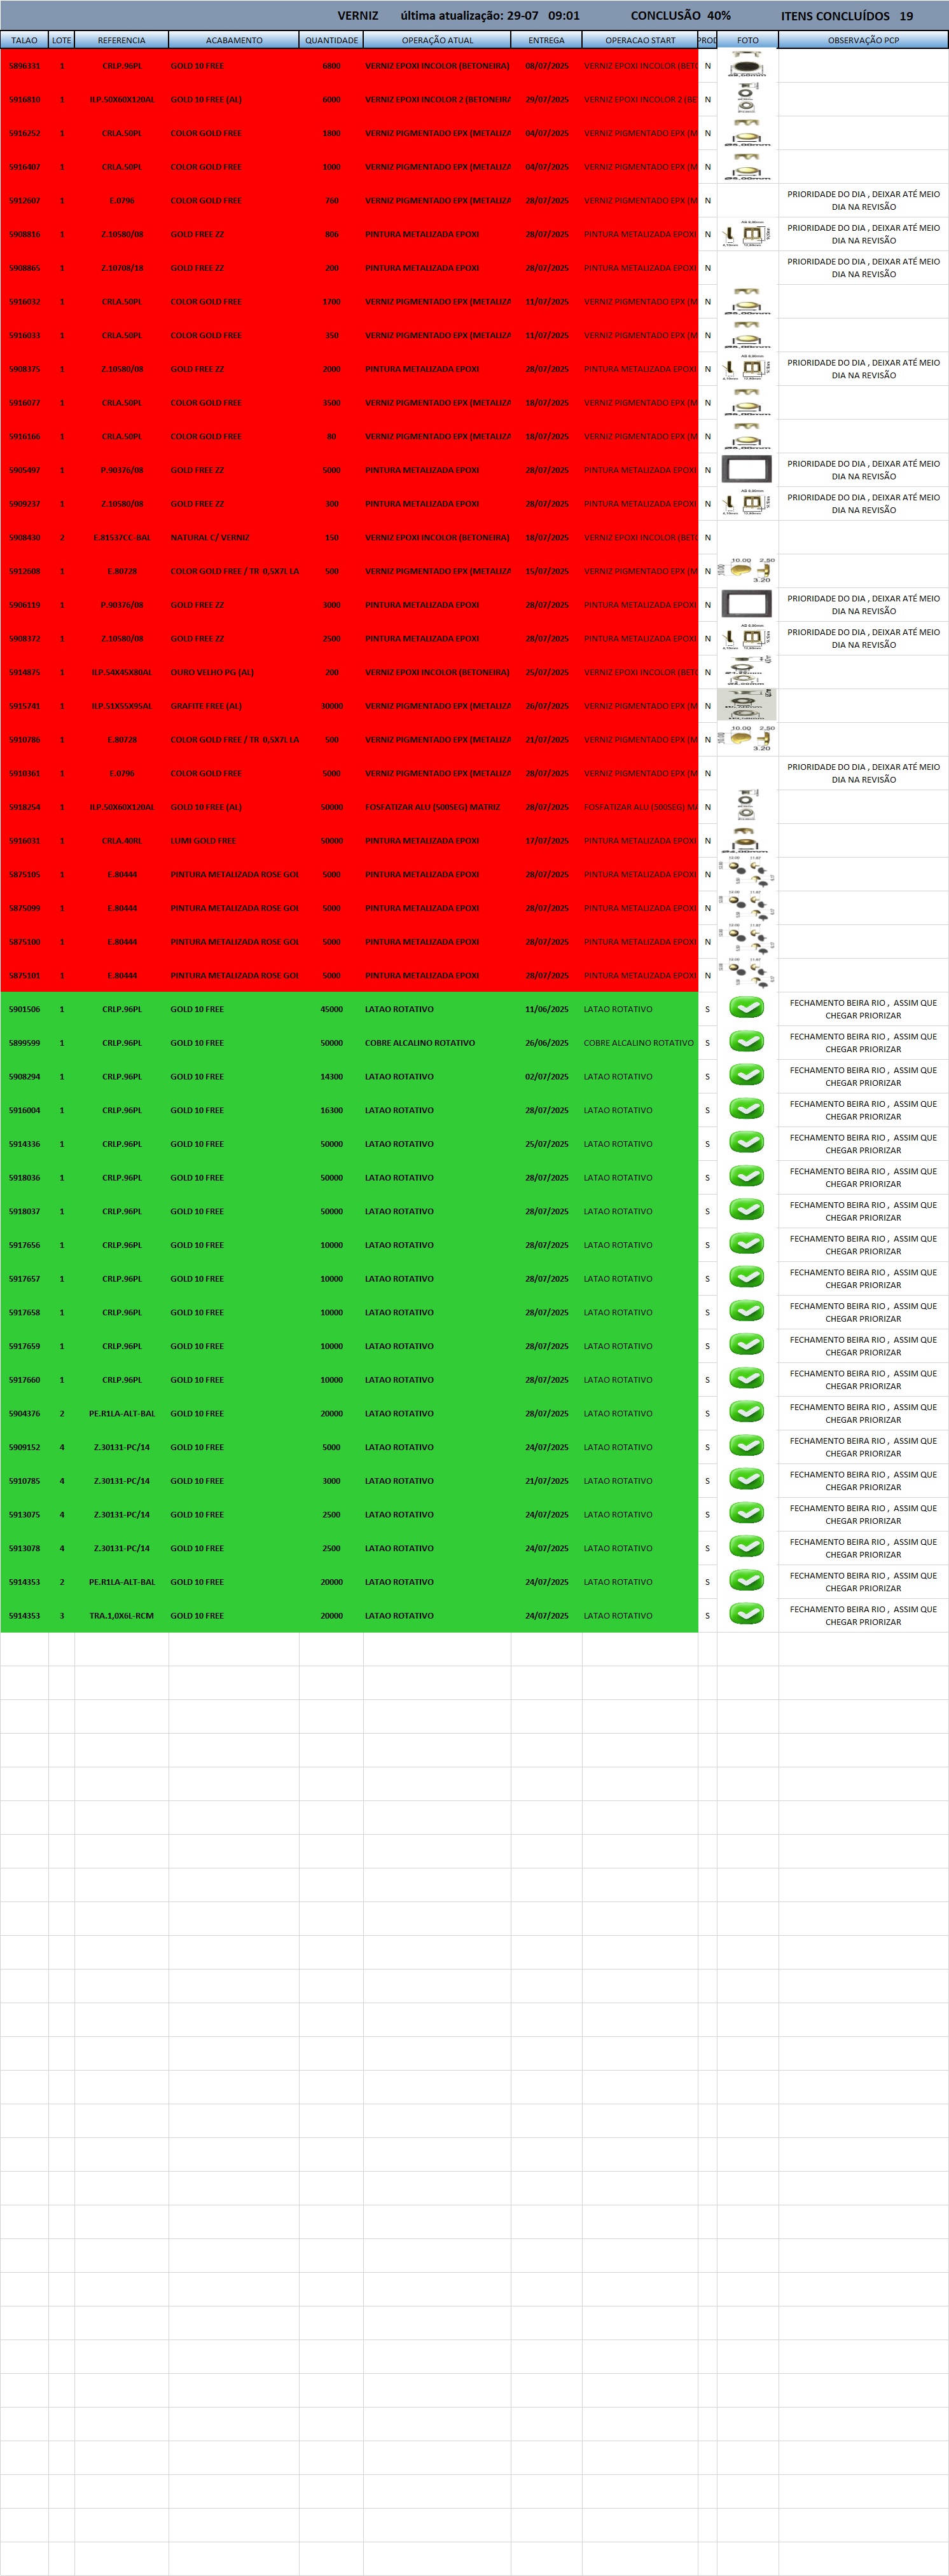 VERNIZ última atualização: 29-07 09:01 CONCLUSÃO 40% ITENS CONCLUÍDOS 19
TALAO LOTE REFERENCIA ACABAMENTO QUANTIDADE OPERAÇÃO ATUAL ENTREGA OPERACAO START PROD FOTO OBSERVAÇÃO PCP
5896331 1 CRLP.96PL GOLD 10 FREE 6800 VERNIZ EPOXI INCOLOR (BETONEIRA) 08/07/2025 VERNIZ EPOXI INCOLOR (BETO N
5916810 1 ILP.50X60X120AL GOLD 10 FREE (AL) 6000 VERNIZ EPOXI INCOLOR 2 (BETONEIRA 29/07/2025 VERNIZ EPOXI INCOLOR 2 (BE N
5916252 1 CRLA.50PL COLOR GOLD FREE 1800 VERNIZ PIGMENTADO EPX (METALIZA 04/07/2025 VERNIZ PIGMENTADO EPX (M N
5916407 1 CRLA.50PL COLOR GOLD FREE 1000 VERNIZ PIGMENTADO EPX (METALIZA 04/07/2025 VERNIZ PIGMENTADO EPX (M N
5912607 1 E.0796 COLOR GOLD FREE 760 VERNIZ PIGMENTADO EPX (METALIZA 28/07/2025 VERNIZ PIGMENTADO EPX (M N PRIORIDADE DO DIA , DEIXAR ATÉ MEIO
DIA NA REVISÃO
5908816 1 Z.10580/08 GOLD FREE ZZ 806 PINTURA METALIZADA EPOXI 28/07/2025 PINTURA METALIZADA EPOXI N PRIORIDADE DO DIA , DEIXAR ATÉ MEIO
DIA NA REVISÃO
5908865 1 Z.10708/18 GOLD FREE ZZ 200 PINTURA METALIZADA EPOXI 28/07/2025 PINTURA METALIZADA EPOXI N PRIORIDADE DO DIA , DEIXAR ATÉ MEIO
DIA NA REVISÃO
5916032 1 CRLA.50PL COLOR GOLD FREE 1700 VERNIZ PIGMENTADO EPX (METALIZA 11/07/2025 VERNIZ PIGMENTADO EPX (M N
5916033 1 CRLA.50PL COLOR GOLD FREE 350 VERNIZ PIGMENTADO EPX (METALIZA 11/07/2025 VERNIZ PIGMENTADO EPX (M N
5908375 1 Z.10580/08 GOLD FREE ZZ 2000 PINTURA METALIZADA EPOXI 28/07/2025 PINTURA METALIZADA EPOXI N PRIORIDADE DO DIA , DEIXAR ATÉ MEIO
DIA NA REVISÃO
5916077 1 CRLA.50PL COLOR GOLD FREE 3500 VERNIZ PIGMENTADO EPX (METALIZA 18/07/2025 VERNIZ PIGMENTADO EPX (M N
5916166 1 CRLA.50PL COLOR GOLD FREE 80 VERNIZ PIGMENTADO EPX (METALIZA 18/07/2025 VERNIZ PIGMENTADO EPX (M N
5905497 1 P.90376/08 GOLD FREE ZZ 5000 PINTURA METALIZADA EPOXI 28/07/2025 PINTURA METALIZADA EPOXI N PRIORIDADE DO DIA , DEIXAR ATÉ MEIO
DIA NA REVISÃO
5909237 1 Z.10580/08 GOLD FREE ZZ 300 PINTURA METALIZADA EPOXI 28/07/2025 PINTURA METALIZADA EPOXI N PRIORIDADE DO DIA , DEIXAR ATÉ MEIO
DIA NA REVISÃO
5908430 2 E.81537CC-BAL NATURAL C/ VERNIZ 150 VERNIZ EPOXI INCOLOR (BETONEIRA) 18/07/2025 VERNIZ EPOXI INCOLOR (BETO N
5912608 1 E.80728 COLOR GOLD FREE / TR 0,5X7L LA 500 VERNIZ PIGMENTADO EPX (METALIZA 15/07/2025 VERNIZ PIGMENTADO EPX (M N 10.00 2.50 3.20
5906119 1 P.90376/08 GOLD FREE ZZ 3000 PINTURA METALIZADA EPOXI 28/07/2025 PINTURA METALIZADA EPOXI N PRIORIDADE DO DIA , DEIXAR ATÉ MEIO
DIA NA REVISÃO
5908372 1 Z.10580/08 GOLD FREE ZZ 2500 PINTURA METALIZADA EPOXI 28/07/2025 PINTURA METALIZADA EPOXI N PRIORIDADE DO DIA , DEIXAR ATÉ MEIO
DIA NA REVISÃO
5914875 1 ILP.54X45X80AL OURO VELHO PG (AL) 200 VERNIZ EPOXI INCOLOR (BETONEIRA) 25/07/2025 VERNIZ EPOXI INCOLOR (BETO N
5915741 1 ILP.51X55X95AL GRAFITE FREE (AL) 30000 VERNIZ PIGMENTADO EPX (METALIZA 26/07/2025 VERNIZ PIGMENTADO EPX (M N
5910786 1 E.80728 COLOR GOLD FREE / TR 0,5X7L LA 500 VERNIZ PIGMENTADO EPX (METALIZA 21/07/2025 VERNIZ PIGMENTADO EPX (M N 10.00 2.50 3.20
5910361 1 E.0796 COLOR GOLD FREE 5000 VERNIZ PIGMENTADO EPX (METALIZA 28/07/2025 VERNIZ PIGMENTADO EPX (M N PRIORIDADE DO DIA , DEIXAR ATÉ MEIO
DIA NA REVISÃO
5918254 1 ILP.50X60X120AL GOLD 10 FREE (AL) 50000 FOSFATIZAR ALU (500SEG) MATRIZ 28/07/2025 FOSFATIZAR ALU (500SEG) MA N
5916031 1 CRLA.40RL LUMI GOLD FREE 50000 PINTURA METALIZADA EPOXI 17/07/2025 PINTURA METALIZADA EPOXI N
5875105 1 E.80444 PINTURA METALIZADA ROSE GOL 5000 PINTURA METALIZADA EPOXI 28/07/2025 PINTURA METALIZADA EPOXI N
5875099 1 E.80444 PINTURA METALIZADA ROSE GOL 5000 PINTURA METALIZADA EPOXI 28/07/2025 PINTURA METALIZADA EPOXI N
5875100 1 E.80444 PINTURA METALIZADA ROSE GOL 5000 PINTURA METALIZADA EPOXI 28/07/2025 PINTURA METALIZADA EPOXI N
5875101 1 E.80444 PINTURA METALIZADA ROSE GOL 5000 PINTURA METALIZADA EPOXI 28/07/2025 PINTURA METALIZADA EPOXI N
5901506 1 CRLP.96PL GOLD 10 FREE 45000 LATAO ROTATIVO 11/06/2025 LATAO ROTATIVO S FECHAMENTO BEIRA RIO , ASSIM QUE
CHEGAR PRIORIZAR
5899599 1 CRLP.96PL GOLD 10 FREE 50000 COBRE ALCALINO ROTATIVO 26/06/2025 COBRE ALCALINO ROTATIVO S FECHAMENTO BEIRA RIO , ASSIM QUE
CHEGAR PRIORIZAR
5908294 1 CRLP.96PL GOLD 10 FREE 14300 LATAO ROTATIVO 02/07/2025 LATAO ROTATIVO S FECHAMENTO BEIRA RIO , ASSIM QUE
CHEGAR PRIORIZAR
5916004 1 CRLP.96PL GOLD 10 FREE 16300 LATAO ROTATIVO 28/07/2025 LATAO ROTATIVO S FECHAMENTO BEIRA RIO , ASSIM QUE
CHEGAR PRIORIZAR
5914336 1 CRLP.96PL GOLD 10 FREE 50000 LATAO ROTATIVO 25/07/2025 LATAO ROTATIVO S FECHAMENTO BEIRA RIO , ASSIM QUE
CHEGAR PRIORIZAR
5918036 1 CRLP.96PL GOLD 10 FREE 50000 LATAO ROTATIVO 28/07/2025 LATAO ROTATIVO S FECHAMENTO BEIRA RIO , ASSIM QUE
CHEGAR PRIORIZAR
5918037 1 CRLP.96PL GOLD 10 FREE 50000 LATAO ROTATIVO 28/07/2025 LATAO ROTATIVO S FECHAMENTO BEIRA RIO , ASSIM QUE
CHEGAR PRIORIZAR
5917656 1 CRLP.96PL GOLD 10 FREE 10000 LATAO ROTATIVO 28/07/2025 LATAO ROTATIVO S FECHAMENTO BEIRA RIO , ASSIM QUE
CHEGAR PRIORIZAR
5917657 1 CRLP.96PL GOLD 10 FREE 10000 LATAO ROTATIVO 28/07/2025 LATAO ROTATIVO S FECHAMENTO BEIRA RIO , ASSIM QUE
CHEGAR PRIORIZAR
5917658 1 CRLP.96PL GOLD 10 FREE 10000 LATAO ROTATIVO 28/07/2025 LATAO ROTATIVO S FECHAMENTO BEIRA RIO , ASSIM QUE
CHEGAR PRIORIZAR
5917659 1 CRLP.96PL GOLD 10 FREE 10000 LATAO ROTATIVO 28/07/2025 LATAO ROTATIVO S FECHAMENTO BEIRA RIO , ASSIM QUE
CHEGAR PRIORIZAR
5917660 1 CRLP.96PL GOLD 10 FREE 10000 LATAO ROTATIVO 28/07/2025 LATAO ROTATIVO S FECHAMENTO BEIRA RIO , ASSIM QUE
CHEGAR PRIORIZAR
5904376 2 PE.R1LA-ALT-BAL GOLD 10 FREE 20000 LATAO ROTATIVO 28/07/2025 LATAO ROTATIVO S FECHAMENTO BEIRA RIO , ASSIM QUE
CHEGAR PRIORIZAR
5909152 4 Z.30131-PC/14 GOLD 10 FREE 5000 LATAO ROTATIVO 24/07/2025 LATAO ROTATIVO S FECHAMENTO BEIRA RIO , ASSIM QUE
CHEGAR PRIORIZAR
5910785 4 Z.30131-PC/14 GOLD 10 FREE 3000 LATAO ROTATIVO 21/07/2025 LATAO ROTATIVO S FECHAMENTO BEIRA RIO , ASSIM QUE
CHEGAR PRIORIZAR
5913075 4 Z.30131-PC/14 GOLD 10 FREE 2500 LATAO ROTATIVO 24/07/2025 LATAO ROTATIVO S FECHAMENTO BEIRA RIO , ASSIM QUE
CHEGAR PRIORIZAR
5913078 4 Z.30131-PC/14 GOLD 10 FREE 2500 LATAO ROTATIVO 24/07/2025 LATAO ROTATIVO S FECHAMENTO BEIRA RIO , ASSIM QUE
CHEGAR PRIORIZAR
5914353 2 PE.R1LA-ALT-BAL GOLD 10 FREE 20000 LATAO ROTATIVO 24/07/2025 LATAO ROTATIVO S FECHAMENTO BEIRA RIO , ASSIM QUE
CHEGAR PRIORIZAR
5914353 3 TRA.1,0X6L-RCM GOLD 10 FREE 20000 LATAO ROTATIVO 24/07/2025 LATAO ROTATIVO S FECHAMENTO BEIRA RIO , ASSIM QUE
CHEGAR PRIORIZAR